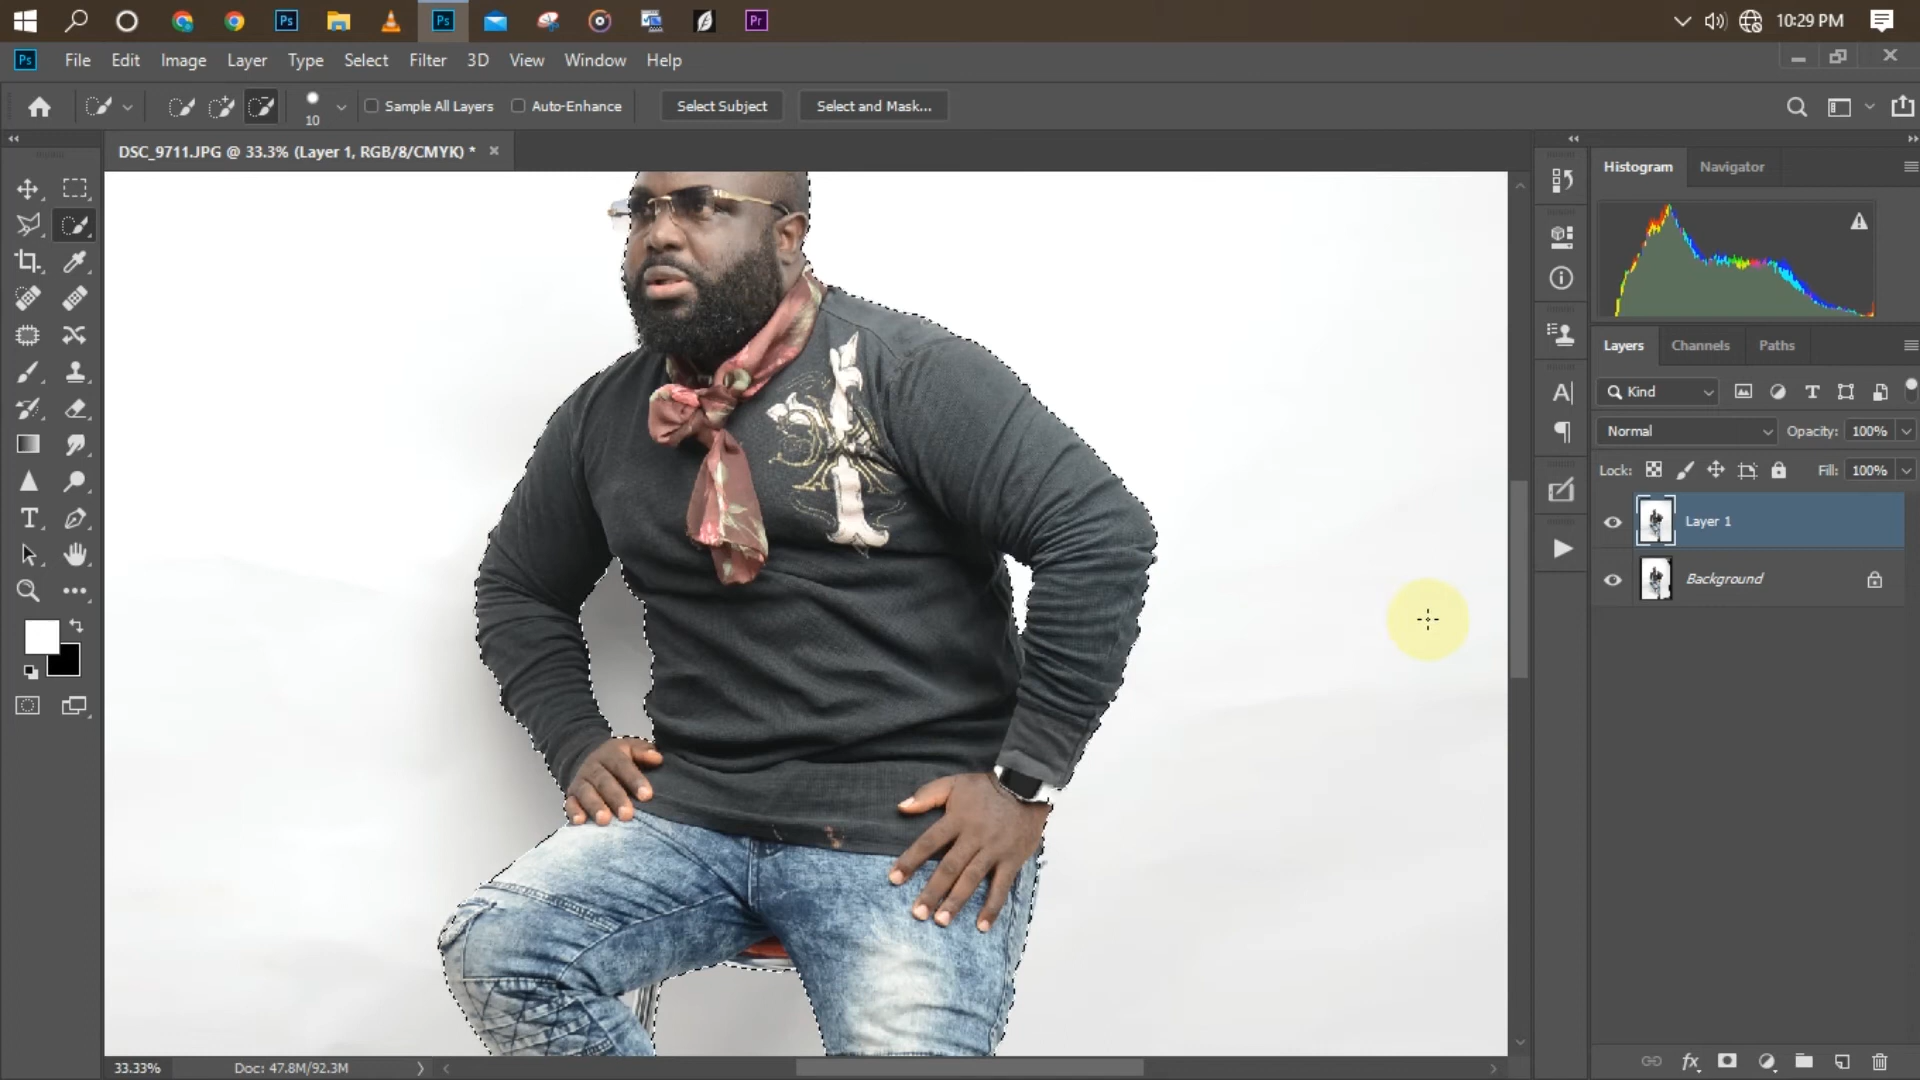 Ps
Ps
Pr
10:29 PM
Ps
File Edit Image Layer Type Select Filter 3D View Window Help
10
Sample All Layers
Auto-Enhance
Select Subject
Select and Mask...
DSC_9711.JPG @ 33.3% (Layer 1, RGB/8/CMYK) *
Histogram Navigator
Layers Channels Paths
Kind
Normal Opacity: 100%
Lock: Fill: 100%
Layer 1
Background
33.33% Doc: 47.8M/92.3M